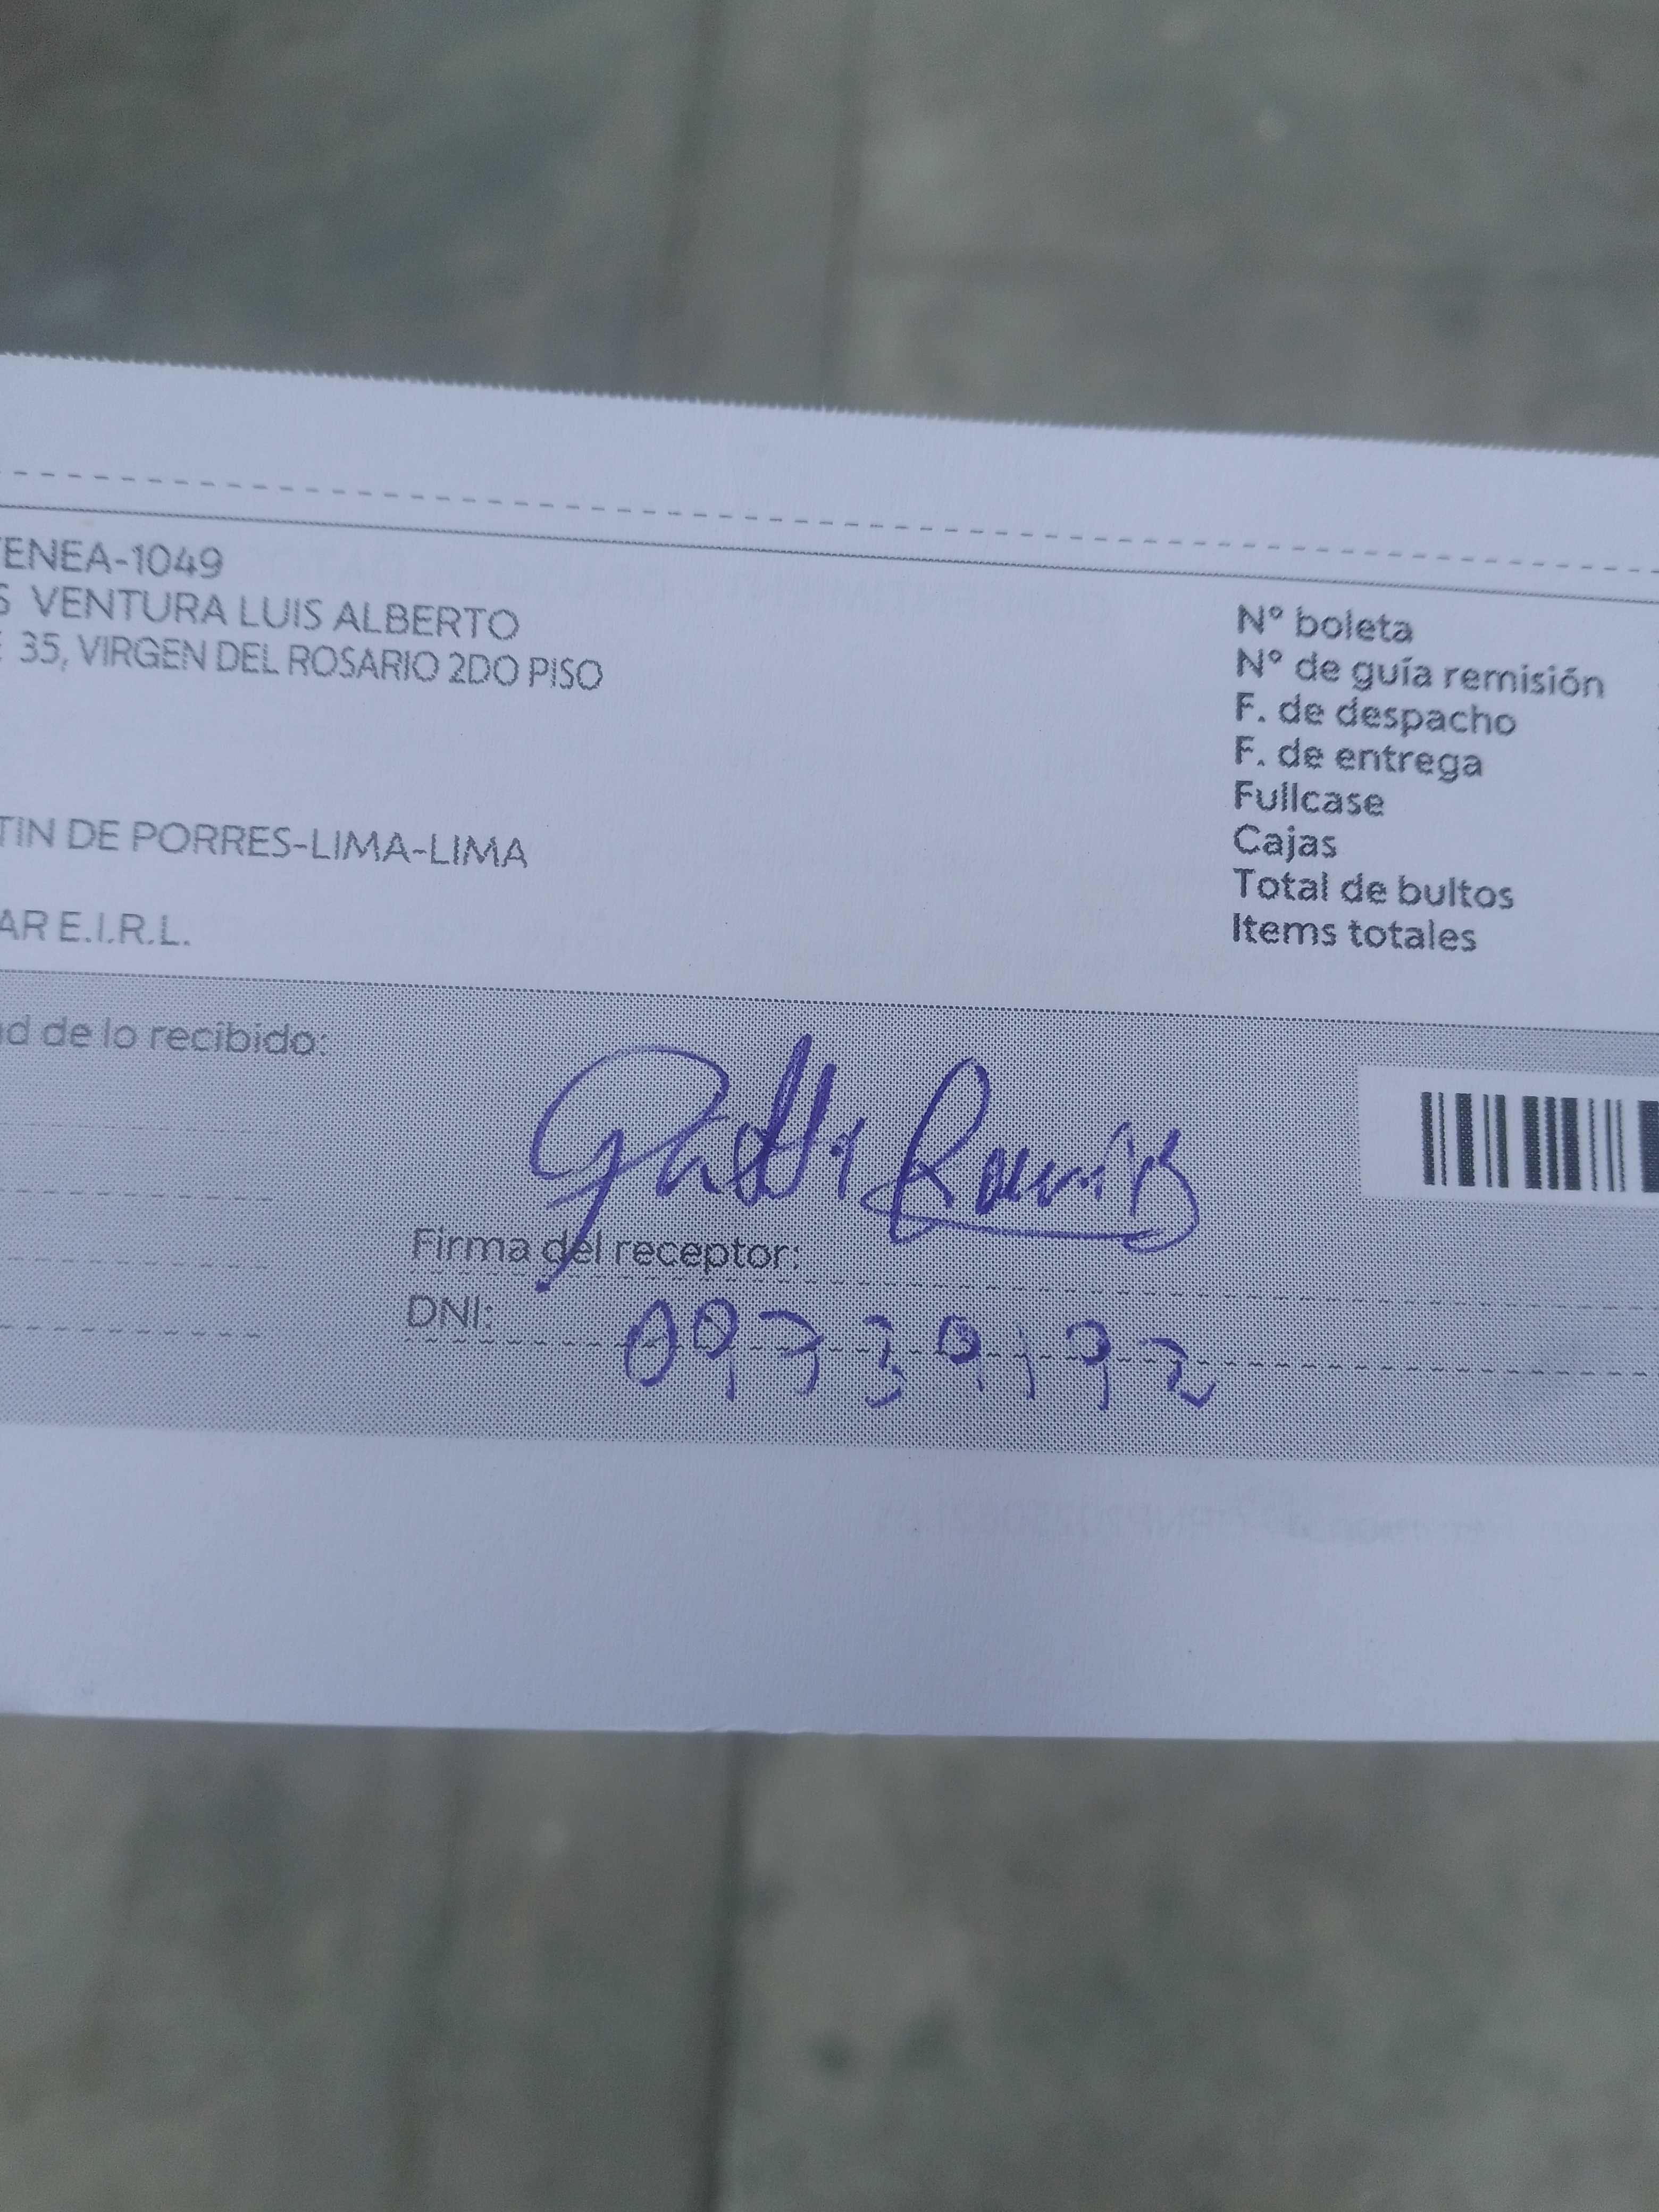 ENEA-1049
S VENTURA LUIS ALBERTO
35, VIRGEN DEL ROSARIO 2DO PISO
TIN DE PORRES-LIMA-LIMA
AR E.I.R.L.
Nº boleta
Nº de guía remisión
F. de despacho
F. de entrega
Fullcase
Cajas
Total de bultos
Items totales
d de lo recibido:
Firma del receptor:
DNI: 09739192